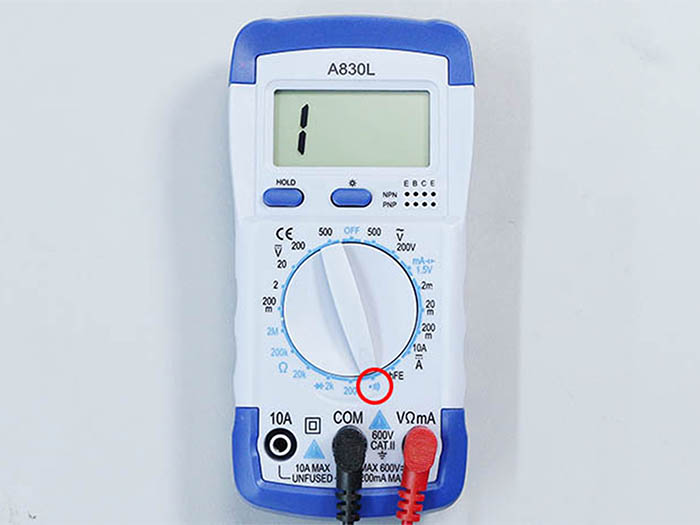 A830L
1
HOLD
E B C E
NPN
PNP
CE
OFF
500
200
V
20
2
200
m
2M
200k
Ω
20k
2k
200
hFE
10A
A
200
m
20
m
2m
mA
1.5V
200V
V
500
10A
COM
VΩmA
600V
CAT.II
10A MAX
UNFUSED
MAX 600V
200mA MAX